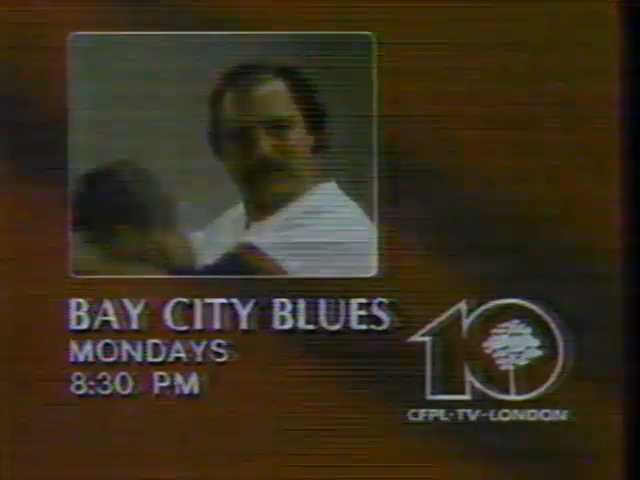 BAY CITY BLUES
MONDAYS
8:30 PM
10
CFPL-TV-LONDON